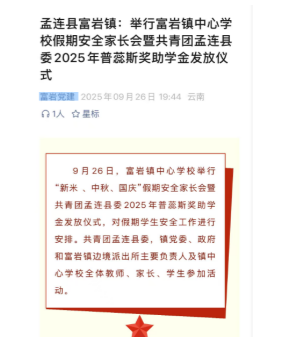 孟连县富岩镇：举行富岩镇中心学
校假期安全家长会暨共青团孟连县
委2025年普蕊斯奖助学金发放仪
式
富岩党建 2025年09月26日 19:44 云南
1人 星标
9月26日，富岩镇中心学校举行
“新米、中秋、国庆”假期安全家长会暨
共青团孟连县委2025年普蕊斯奖助学
金发放仪式，对假期学生安全工作进行
安排。共青团孟连县委，镇党委、政府
和富岩镇边境派出所主要负责人及镇中
心学校全体教师、家长、学生参加活
动。